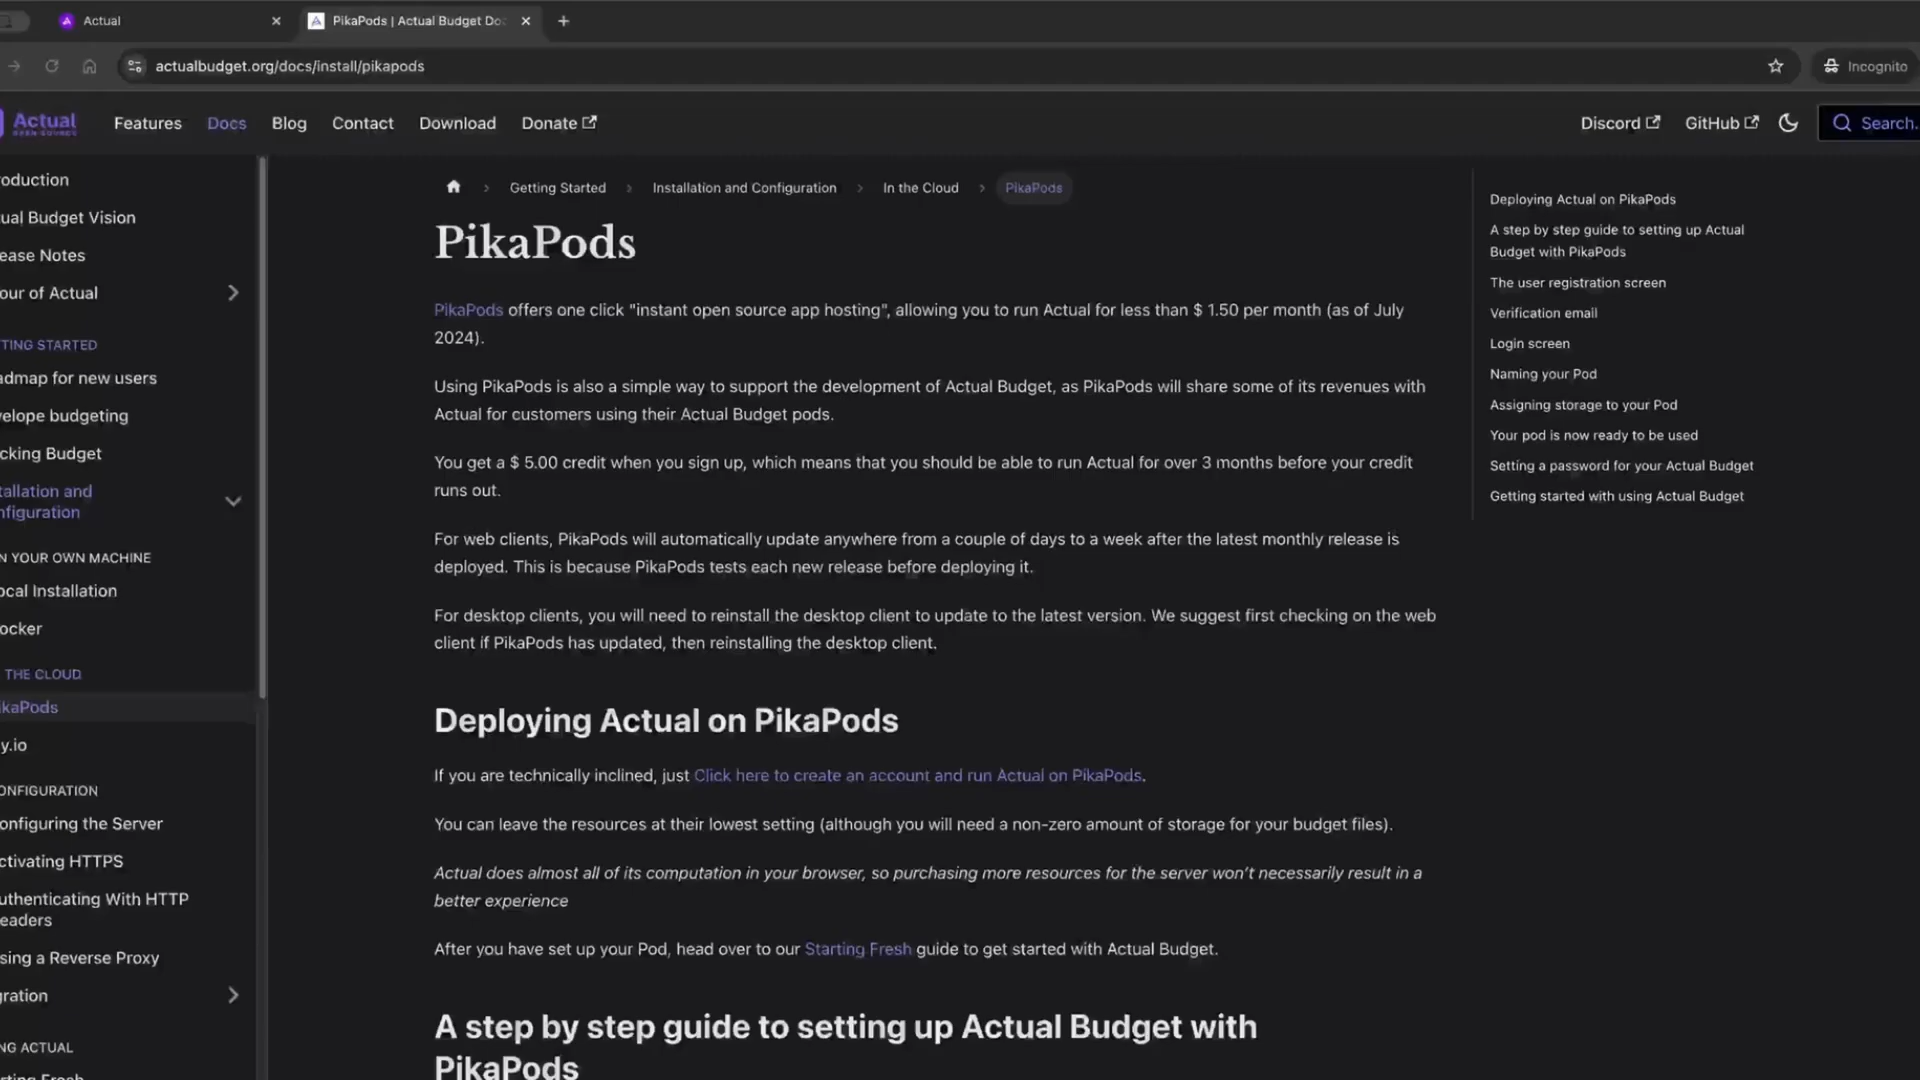 Actual
PikaPods | Actual Budget Do
actualbudget.org/docs/install/pikapods
Incognito
Actual
OPEN SOURCE
Features
Docs
Blog
Contact
Download
Donate
Discord
GitHub
Search.
oduction
ual Budget Vision
ease Notes
our of Actual
TING STARTED
admap for new users
velope budgeting
cking Budget
tallation and
nfiguration
N YOUR OWN MACHINE
ocal Installation
ocker
THE CLOUD
kaPods
y.io
ONFIGURATION
onfiguring the Server
ctivating HTTPS
uthenticating With HTTP
eaders
sing a Reverse Proxy
gration
NG ACTUAL
rting Fresh
Getting Started
Installation and Configuration
In the Cloud
PikaPods
PikaPods
PikaPods offers one click "instant open source app hosting", allowing you to run Actual for less than $ 1.50 per month (as of July
2024).
Using PikaPods is also a simple way to support the development of Actual Budget, as PikaPods will share some of its revenues with
Actual for customers using their Actual Budget pods.
You get a $ 5.00 credit when you sign up, which means that you should be able to run Actual for over 3 months before your credit
runs out.
For web clients, PikaPods will automatically update anywhere from a couple of days to a week after the latest monthly release is
deployed. This is because PikaPods tests each new release before deploying it.
For desktop clients, you will need to reinstall the desktop client to update to the latest version. We suggest first checking on the web
client if PikaPods has updated, then reinstalling the desktop client.
Deploying Actual on PikaPods
If you are technically inclined, just Click here to create an account and run Actual on PikaPods.
You can leave the resources at their lowest setting (although you will need a non-zero amount of storage for your budget files).
Actual does almost all of its computation in your browser, so purchasing more resources for the server won't necessarily result in a
better experience
After you have set up your Pod, head over to our Starting Fresh guide to get started with Actual Budget.
A step by step guide to setting up Actual Budget with
PikaPods
Deploying Actual on PikaPods
A step by step guide to setting up Actual
Budget with PikaPods
The user registration screen
Verification email
Login screen
Naming your Pod
Assigning storage to your Pod
Your pod is now ready to be used
Setting a password for your Actual Budget
Getting started with using Actual Budget